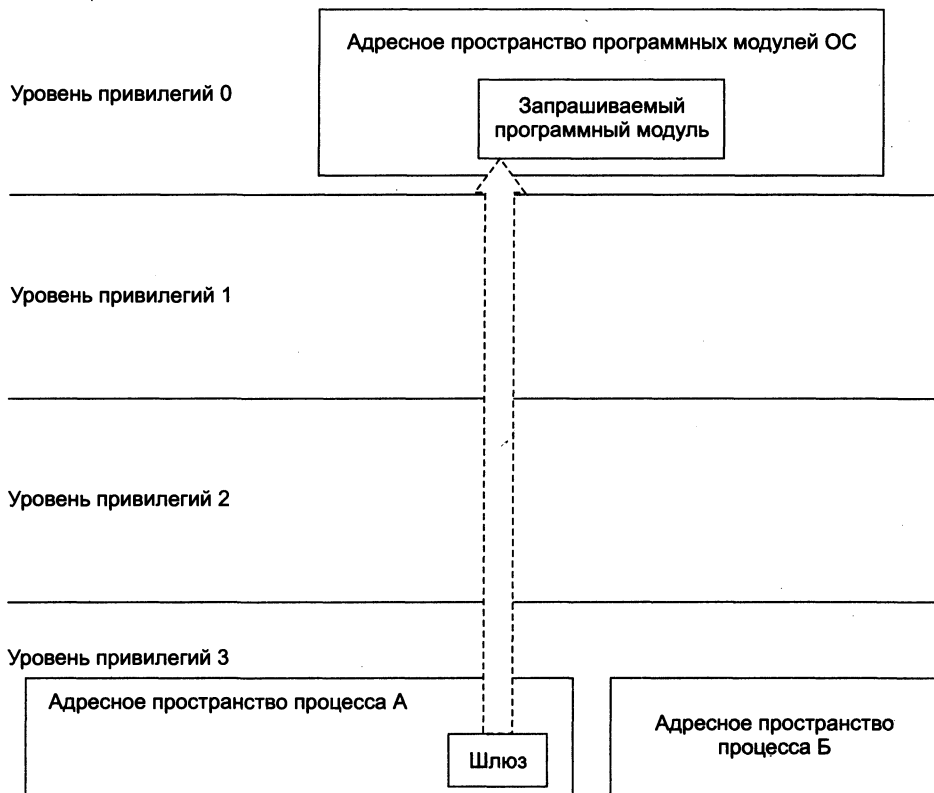 Адресное пространство программных модулей ОС
Уровень привилегий 0
Запрашиваемый
программный модуль
Уровень привилегий 1
Уровень привилегий 2
Уровень привилегий 3
Адресное пространство процесса А
Шлюз
Адресное пространство
процесса Б